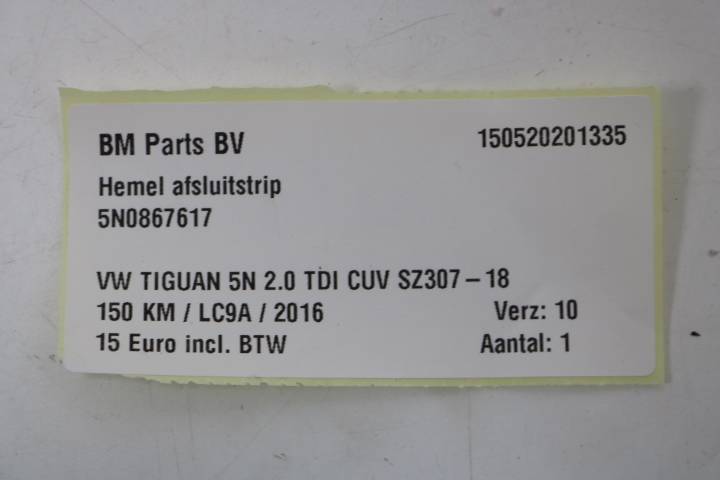 BM Parts BV 150520201335
Hemel afsluitstrip
5N0867617
VW TIGUAN 5N 2.0 TDI CUV SZ307-18
150 KM / LC9A / 2016 Verz: 10
15 Euro incl. BTW Aantal: 1